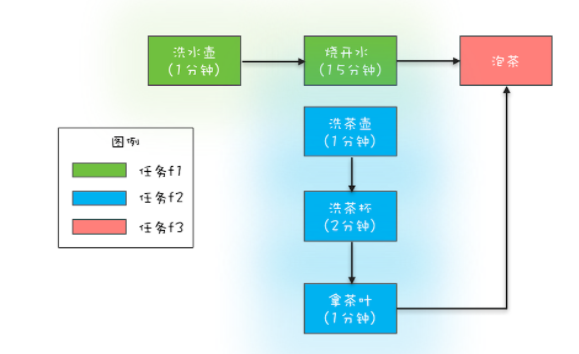 洗水壶
(1分钟)
烧开水
(15分钟)
泡茶
洗茶壶
(1分钟)
洗茶杯
(2分钟)
拿茶叶
(1分钟)
图例
任务f1
任务f2
任务f3